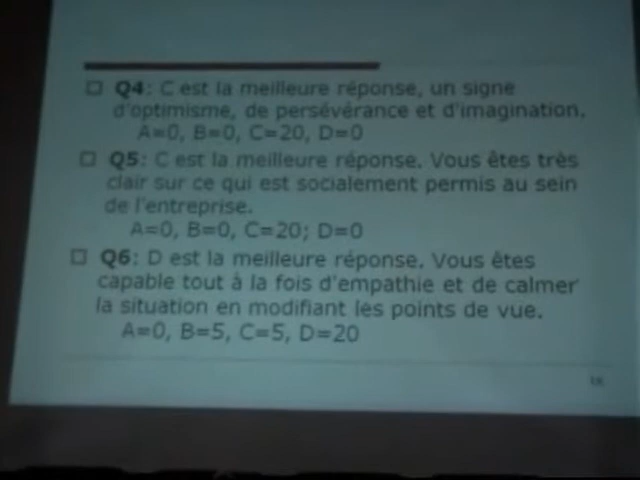 Q4: C est la meilleure réponse, un signe
d'optimisme, de persévérance et d'imagination.
A=0, B=0, C=20, D=0
Q5: C est la meilleure réponse. Vous êtes très
clair sur ce qui est socialement permis au sein
de l'entreprise.
A=0, B=0, C=20; D=0
Q6: D est la meilleure réponse. Vous êtes
capable tout à la fois d'empathie et de calmer
la situation en modifiant les points de vue.
A=0, B=5, C=5, D=20